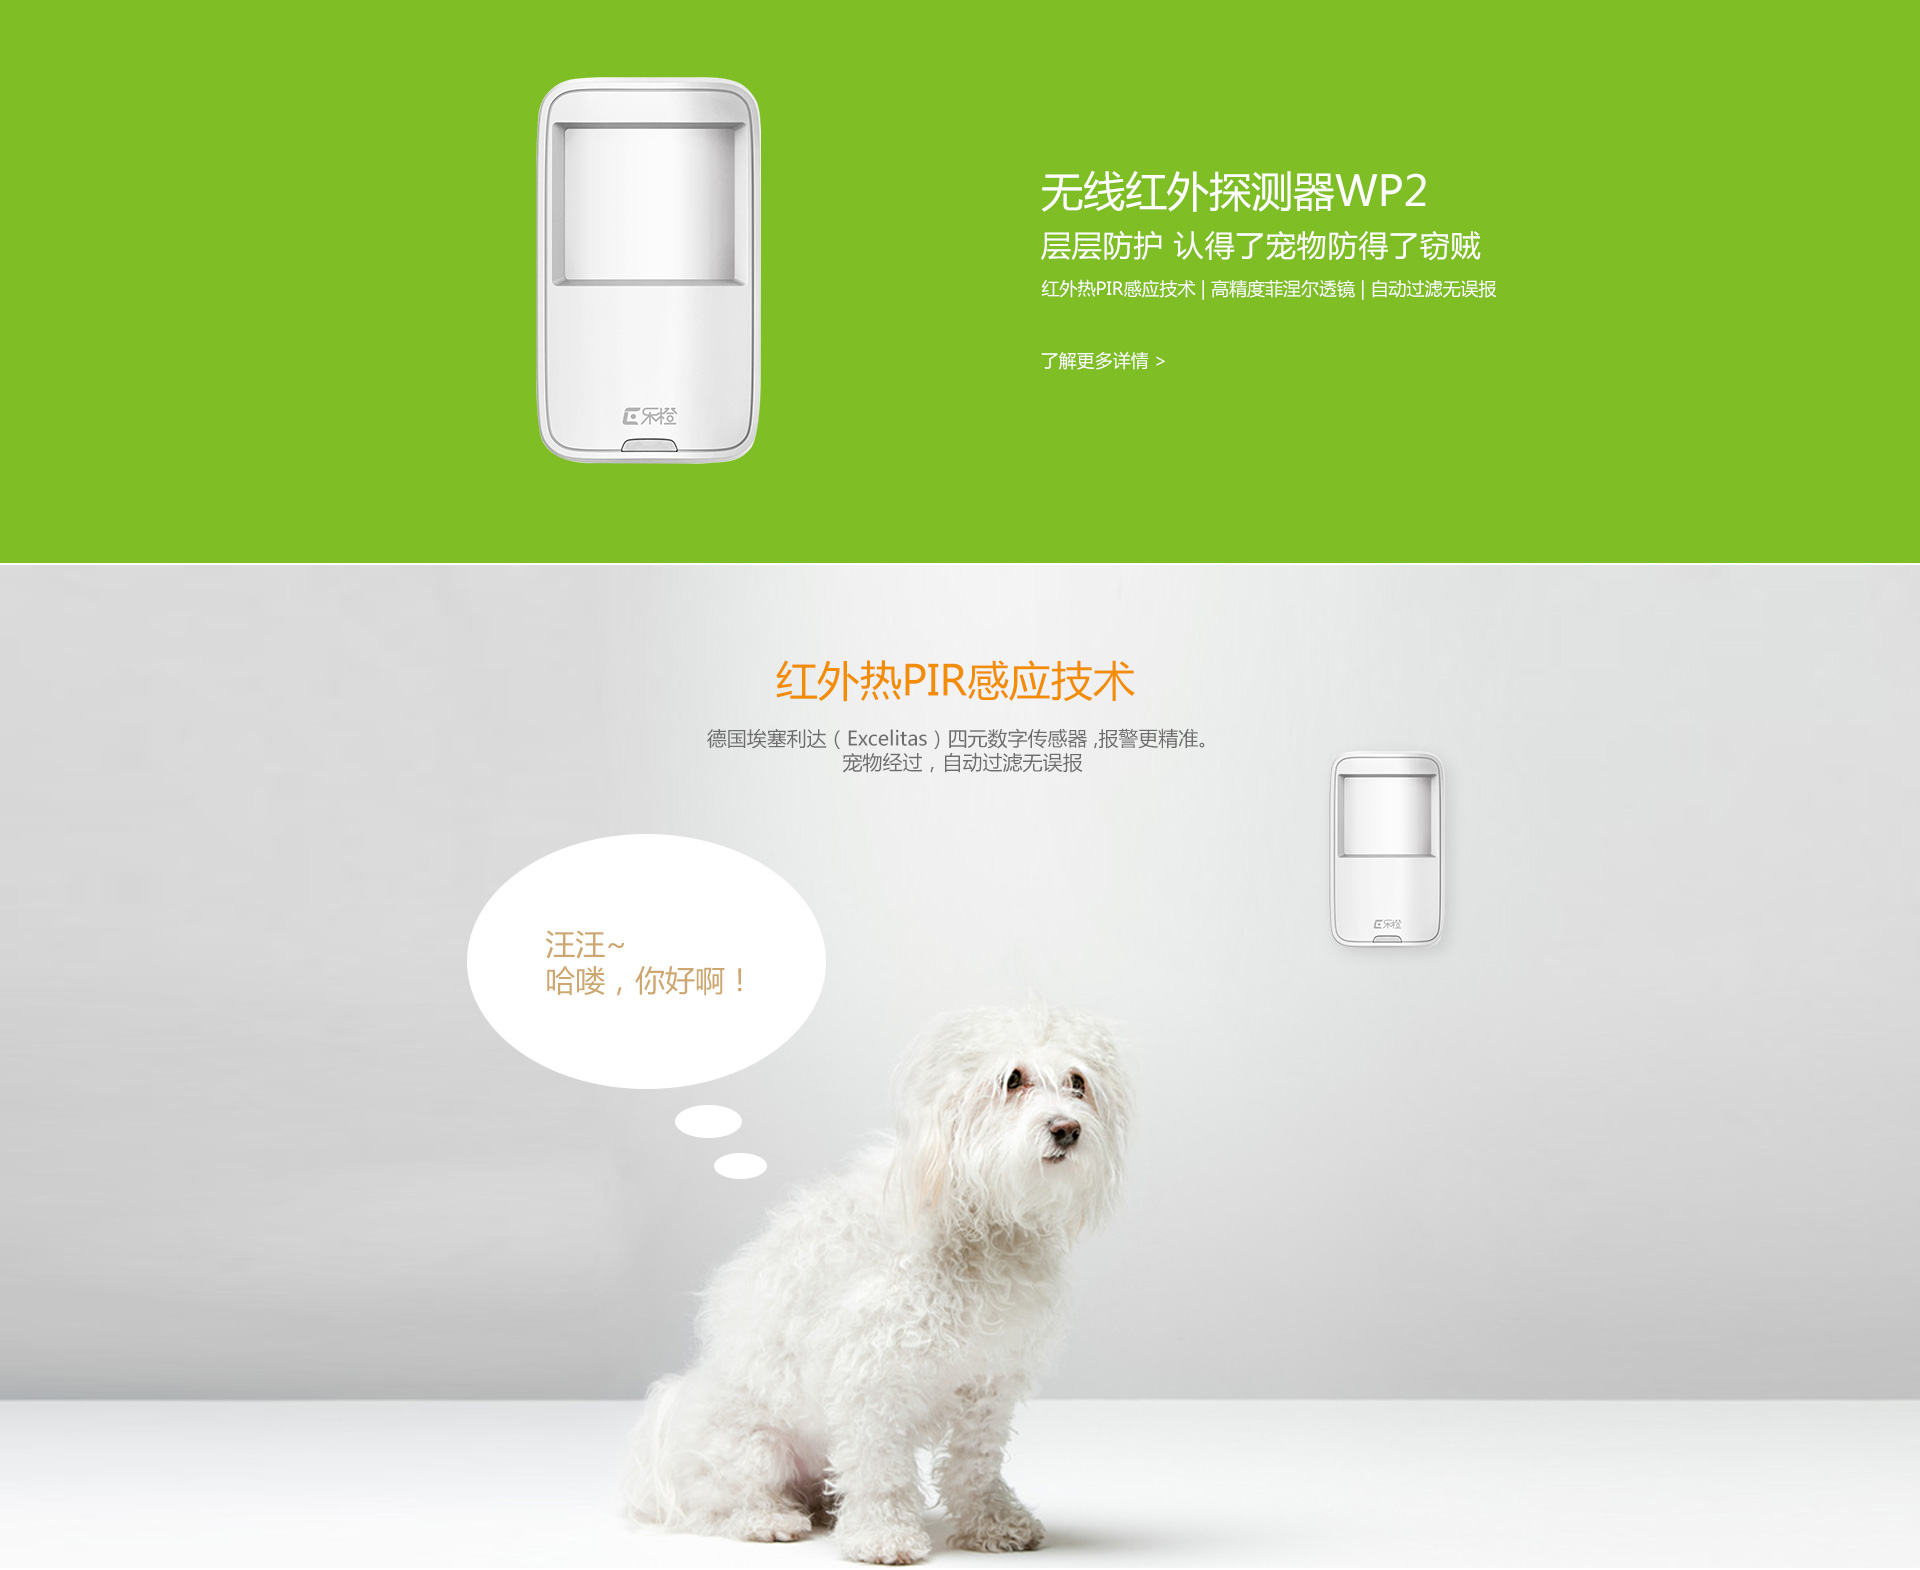 无线红外探测器WP2
层层防护 认得了宠物防得了窃贼
红外热PIR感应技术 | 高精度菲涅尔透镜 | 自动过滤无误报
了解更多详情 >
乐橙
红外热PIR感应技术
德国埃塞利达（Excelitas）四元数字传感器 ,报警更精准。
宠物经过，自动过滤无误报
乐橙
汪汪~
哈喽，你好啊！